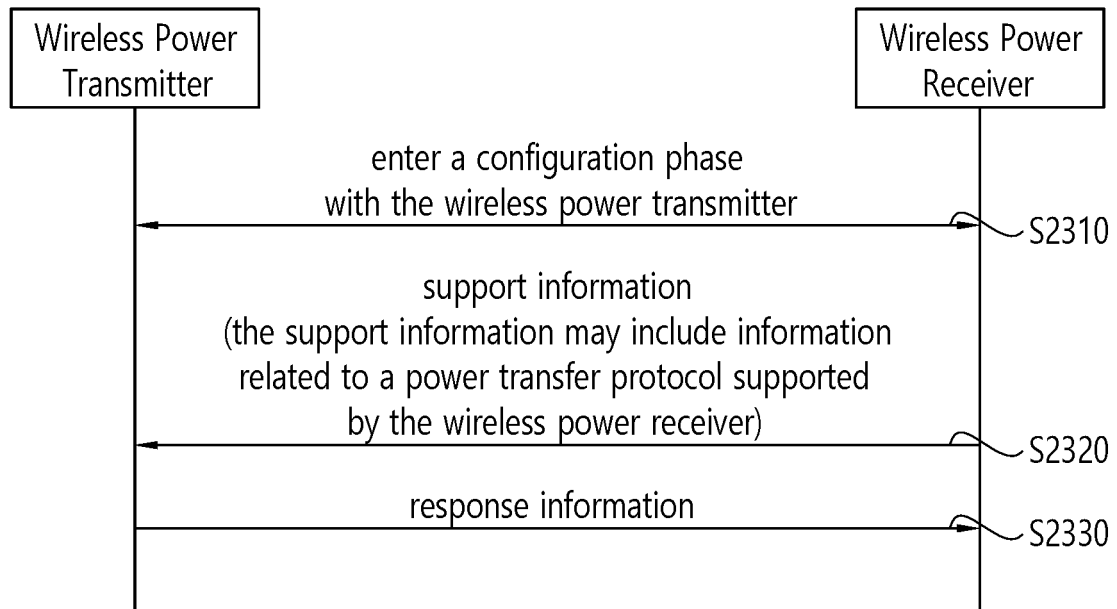 Wireless Power
Transmitter
Wireless Power
Receiver
enter a configuration phase
with the wireless power transmitter
S2310
support information
(the support information may include information
related to a power transfer protocol supported
by the wireless power receiver)
S2320
response information
S2330